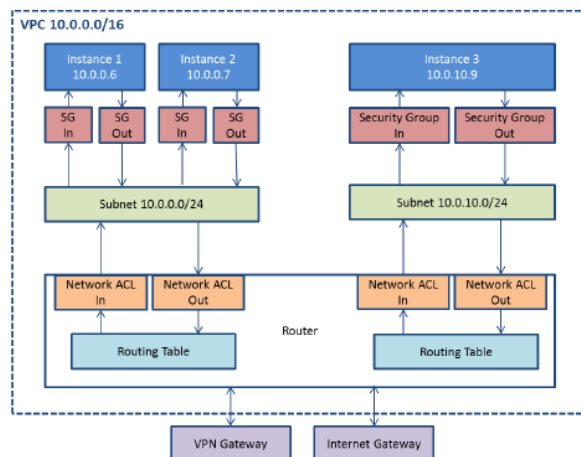 VPC 10.0.0.0/16
Instance 1
10.0.0.6
Instance 2
10.0.0.7
Instance 3
10.0.10.9
SG
In
SG
Out
SG
In
SG
Out
Security Group
In
Security Group
Out
Subnet 10.0.0.0/24
Subnet 10.0.10.0/24
Network ACL
In
Network ACL
Out
Network ACL
In
Network ACL
Out
Router
Routing Table
Routing Table
VPN Gateway
Internet Gateway